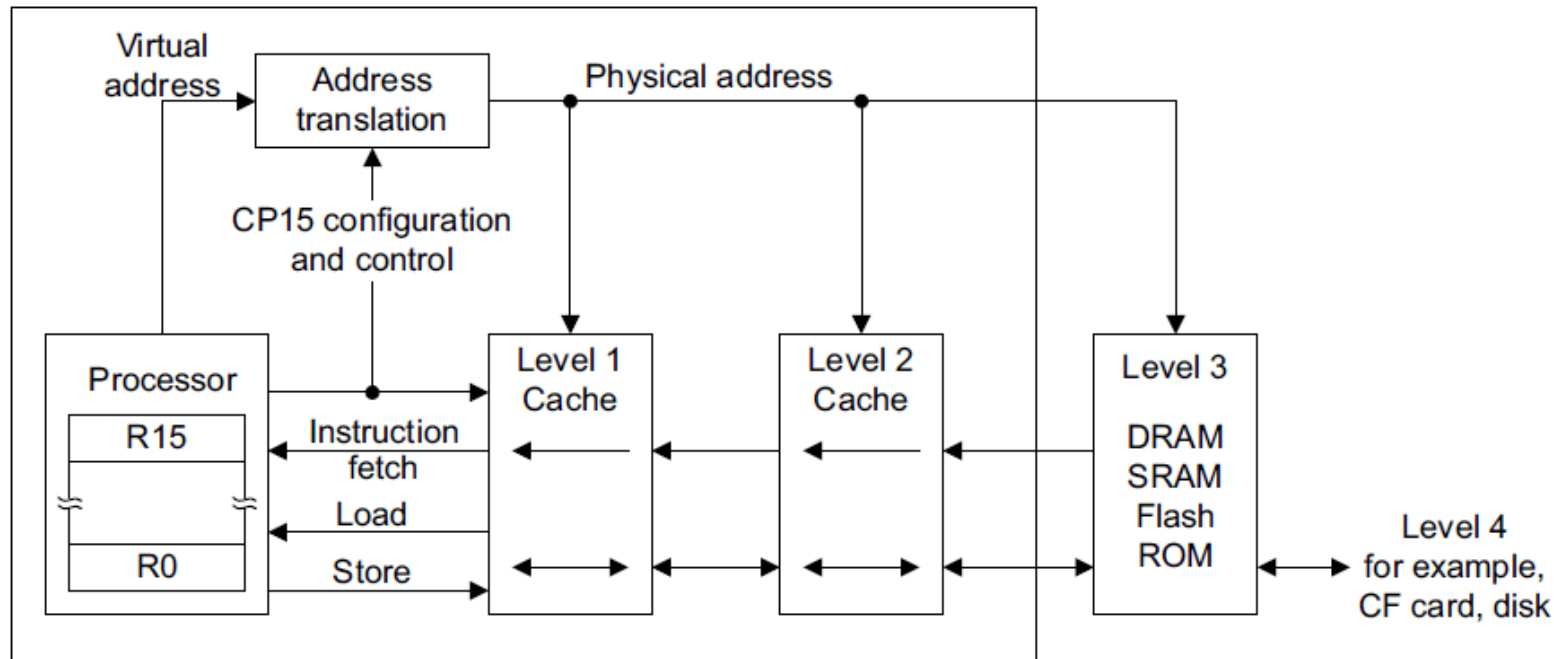 Virtual
address
Address
translation
Physical address
CP15 configuration
and control
Processor
R15
R0
Instruction
fetch
Load
Store
Level 1
Cache
Level 2
Cache
Level 3
DRAM
SRAM
Flash
ROM
Level 4
for example,
CF card, disk